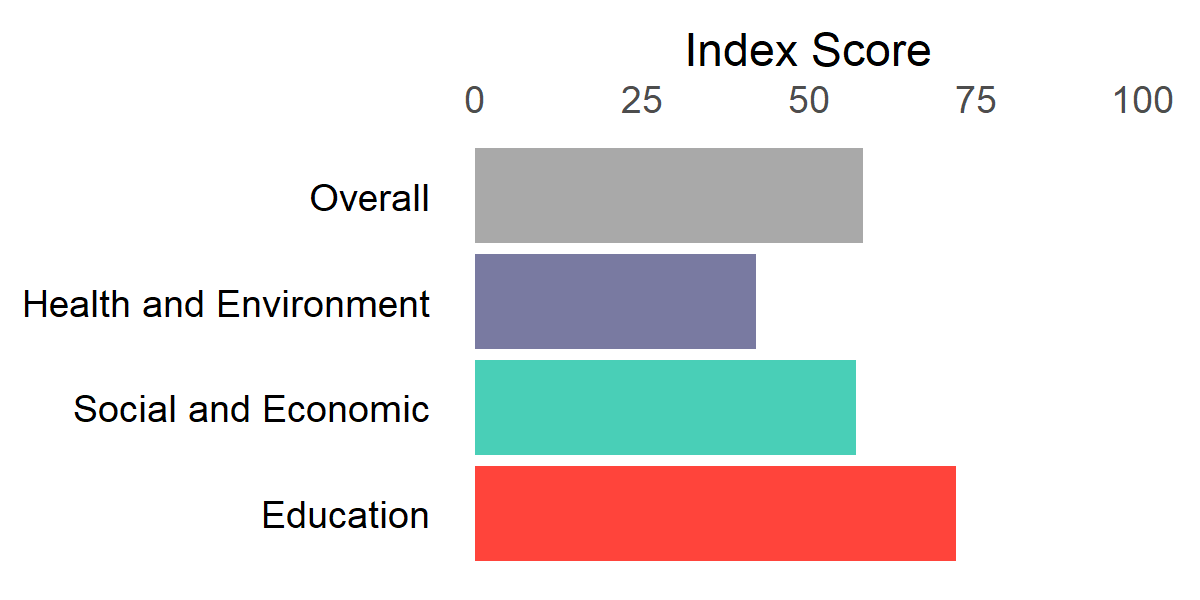 Index Score
0 25 50 75 100
Overall
Health and Environment
Social and Economic
Education